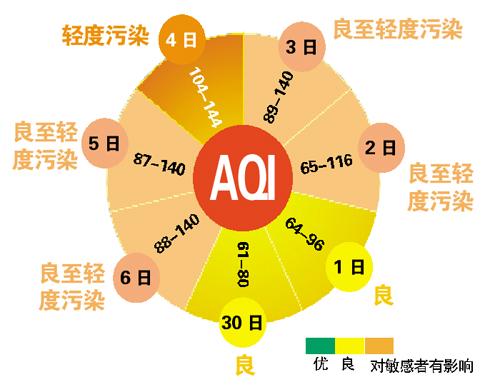 轻度污染
4日
104-144
3日
良至轻度污染
89-140
2日
65-116
良至轻
度污染
1日
64-96
良
30日
61-80
良
6日
88-140
良至轻
度污染
5日
87-140
良至轻
度污染
AQI
优 良 对敏感者有影响